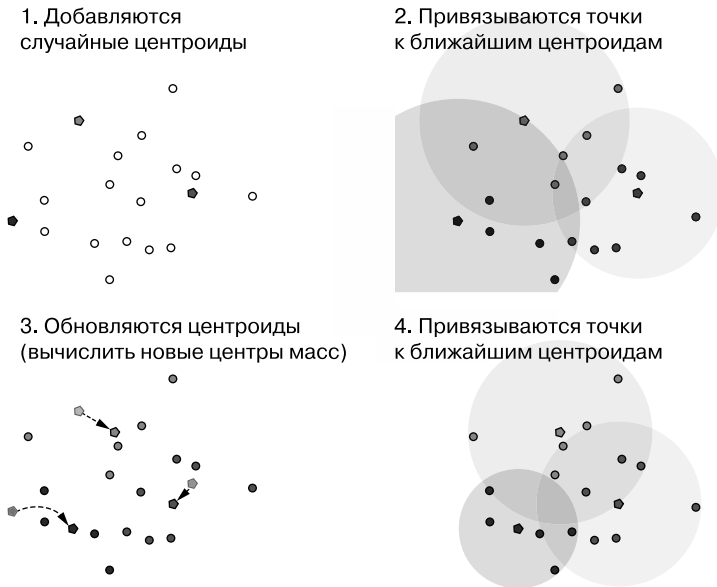 1. Добавляются
случайные центроиды
2. Привязываются точки
к ближайшим центроидам
3. Обновляются центроиды
(вычислить новые центры масс)
4. Привязываются точки
к ближайшим центроидам